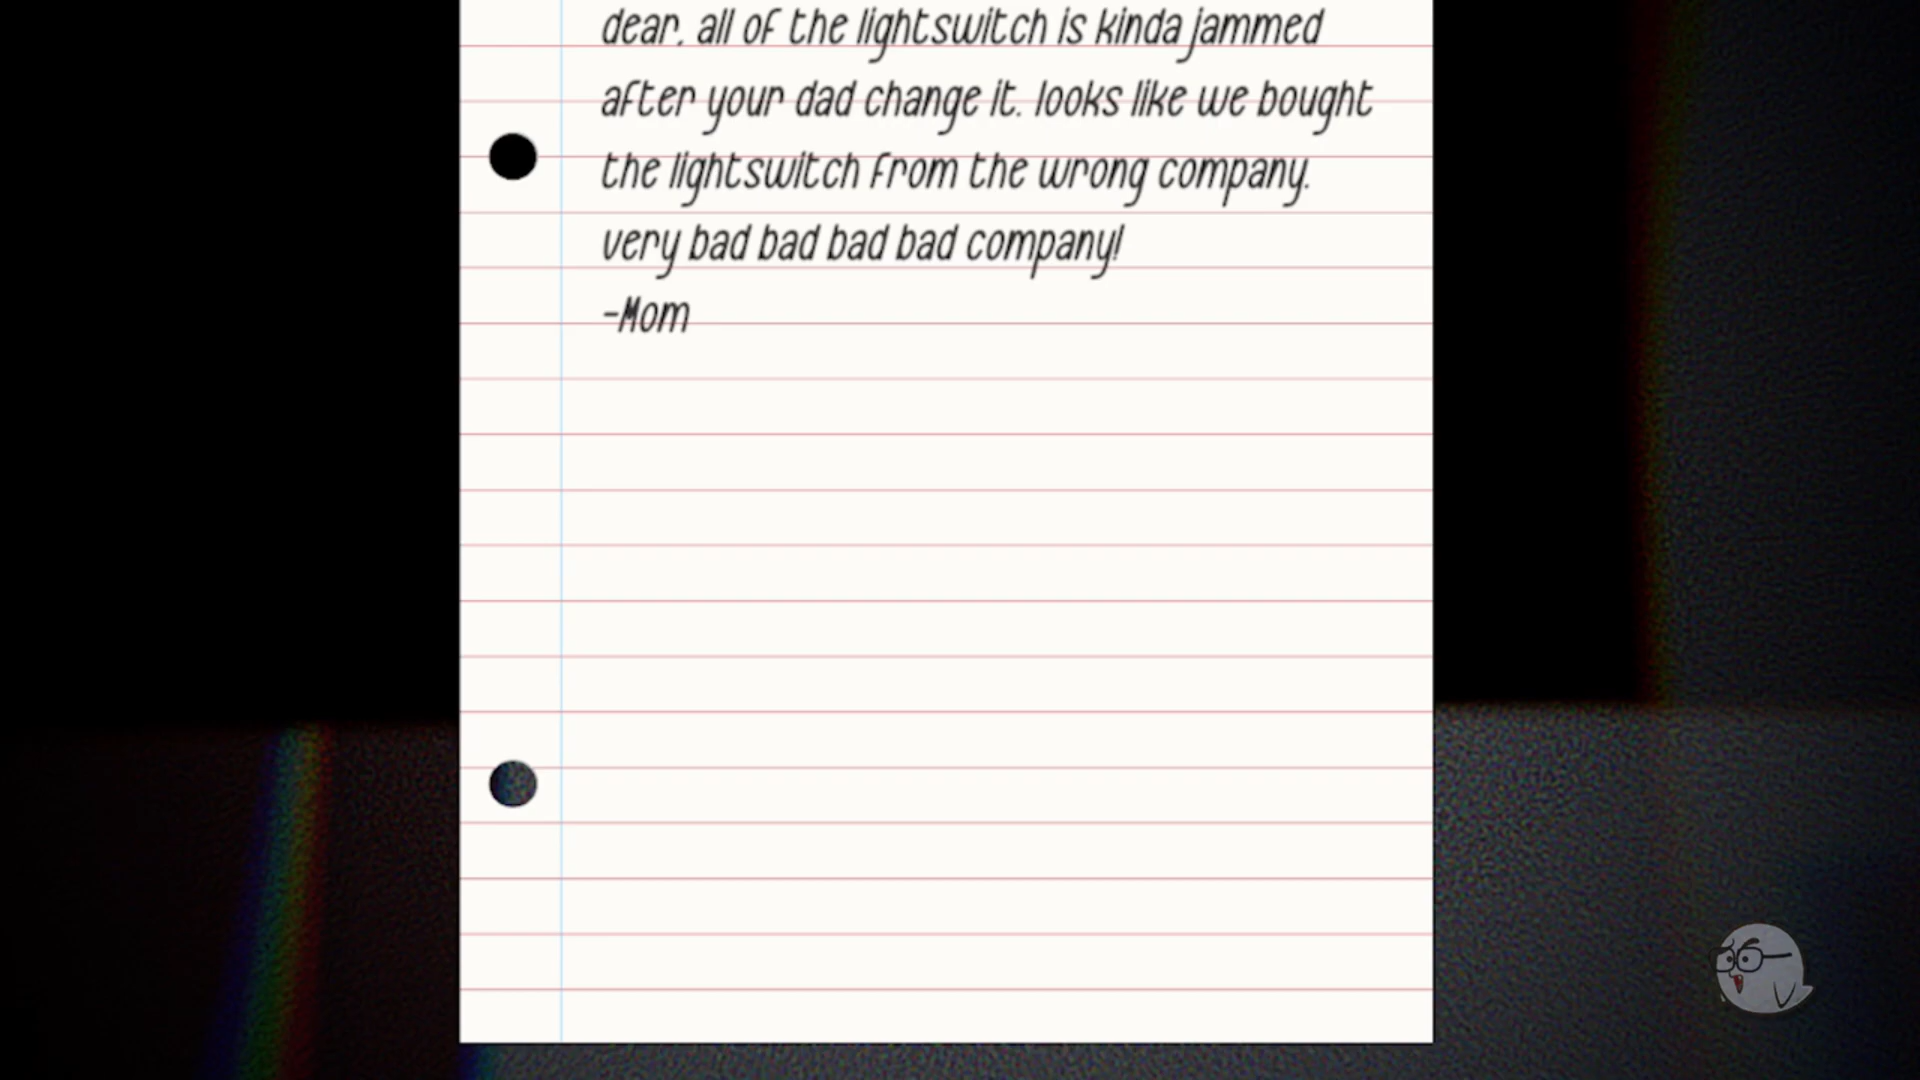 dear, all of the lightswitch is kinda jammed
after your dad change it. looks like we bought
the lightswitch from the wrong company.
very bad bad bad bad company!
-Mom